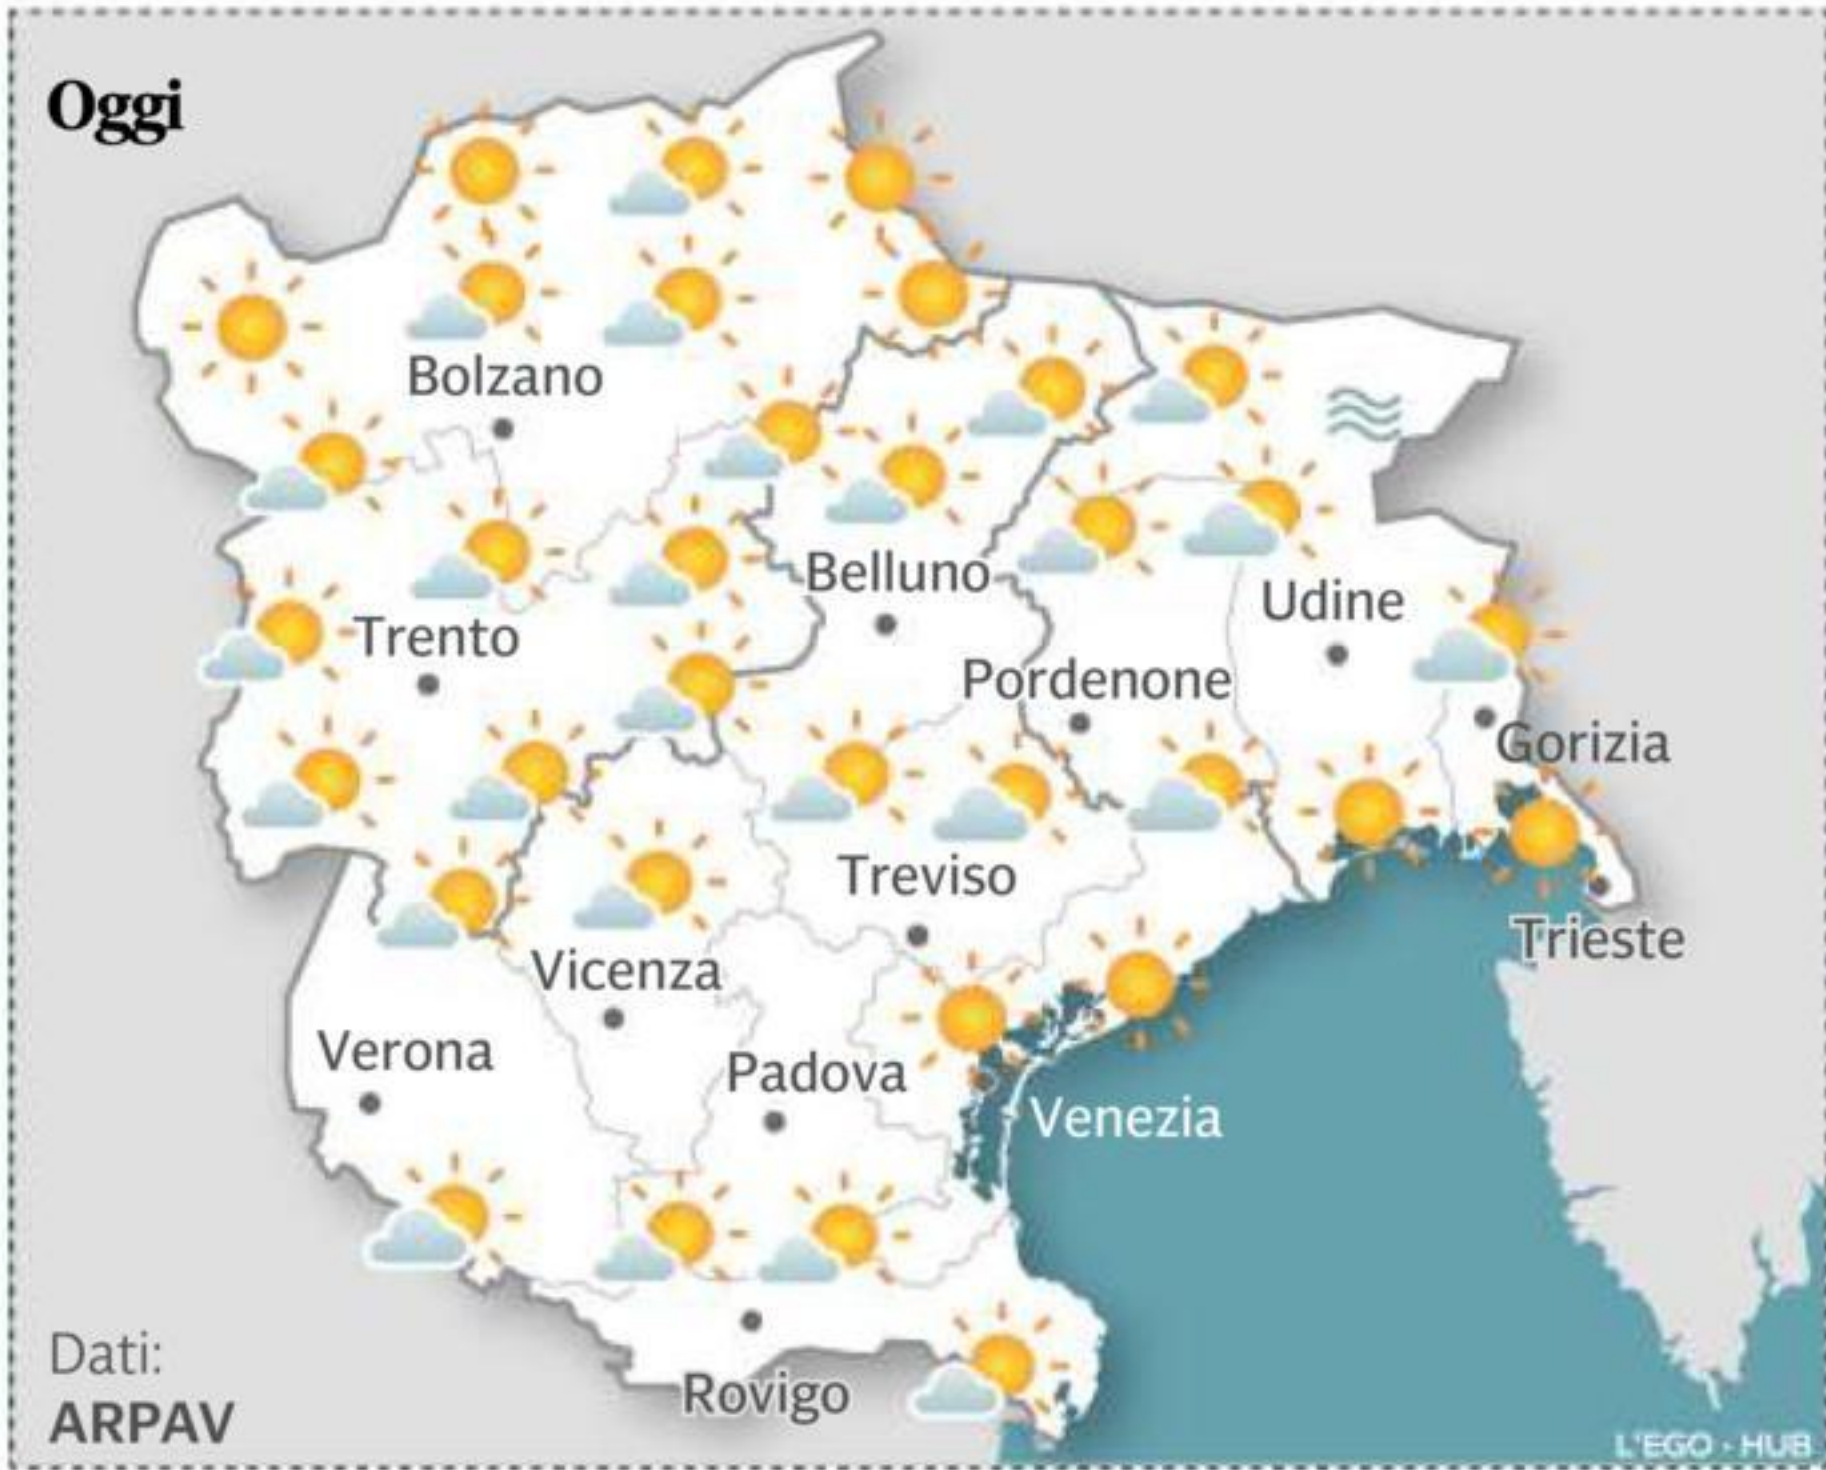 Oggi
Bolzano
Belluno
Udine
Trento
Pordenone
Gorizia
Treviso
Trieste
Vicenza
Verona
Padova
Venezia
Dati:
ARPAV
Rovigo
L'EGO - HUB